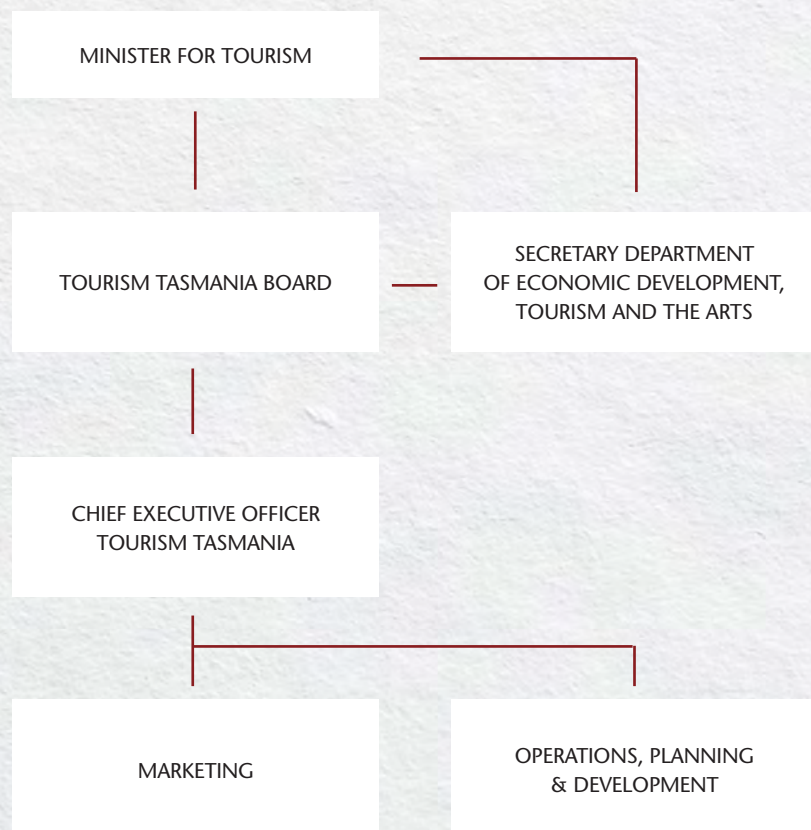 MINISTER FOR TOURISM
TOURISM TASMANIA BOARD
SECRETARY DEPARTMENT
OF ECONOMIC DEVELOPMENT,
TOURISM AND THE ARTS
CHIEF EXECUTIVE OFFICER
TOURISM TASMANIA
MARKETING
OPERATIONS, PLANNING
& DEVELOPMENT